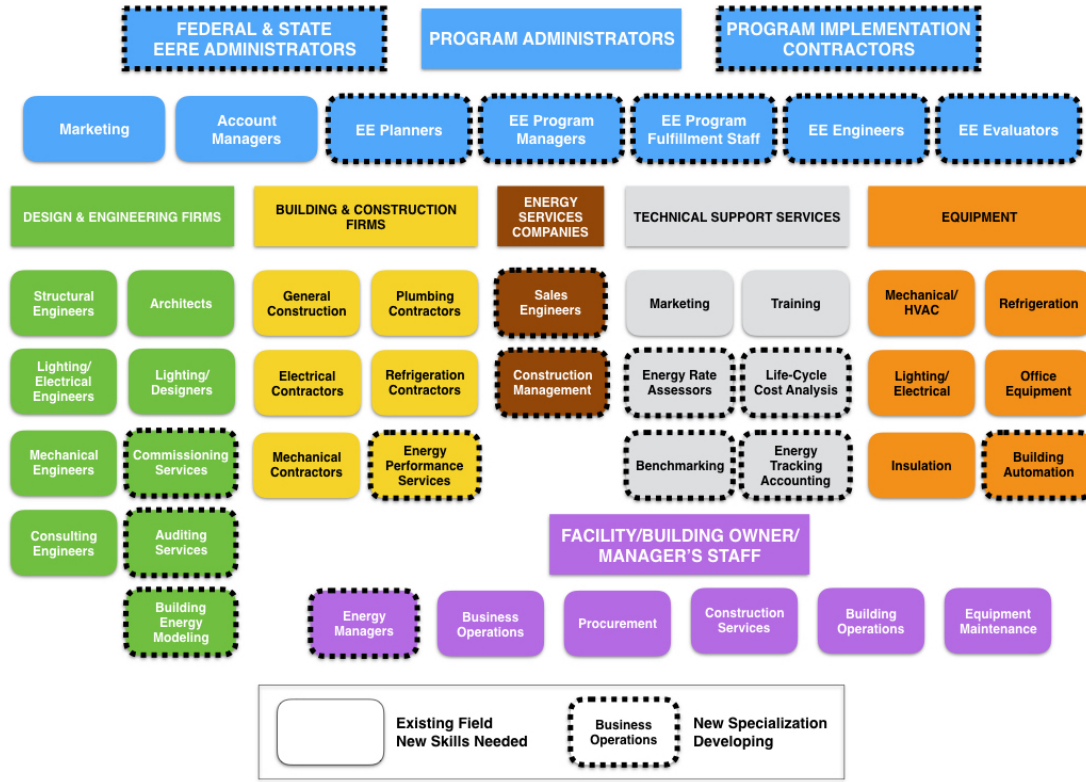 FEDERAL & STATE
EERE ADMINISTRATORS
PROGRAM ADMINISTRATORS
PROGRAM IMPLEMENTATION
CONTRACTORS
Marketing
Account
Managers
EE Planners
EE Program
Managers
EE Program
Fulfillment Staff
EE Engineers
EE Evaluators
DESIGN & ENGINEERING FIRMS
BUILDING & CONSTRUCTION
FIRMS
ENERGY
SERVICES
COMPANIES
TECHNICAL SUPPORT SERVICES
EQUIPMENT
Structural
Engineers
Architects
General
Construction
Plumbing
Contractors
Sales
Engineers
Marketing
Training
Mechanical/
HVAC
Refrigeration
Lighting/
Electrical
Engineers
Lighting/
Designers
Electrical
Contractors
Refrigeration
Contractors
Construction
Management
Energy Rate
Assessors
Life-Cycle
Cost Analysis
Lighting/
Electrical
Office
Equipment
Mechanical
Engineers
Commissioning
Services
Mechanical
Contractors
Energy
Performance
Services
Benchmarking
Energy
Tracking
Accounting
Insulation
Building
Automation
Consulting
Engineers
Auditing
Services
FACILITY/BUILDING OWNER/
MANAGER'S STAFF
Building
Energy
Modeling
Energy
Managers
Business
Operations
Procurement
Construction
Services
Building
Operations
Equipment
Maintenance
Existing Field
New Skills Needed
Business
Operations
New Specialization
Developing